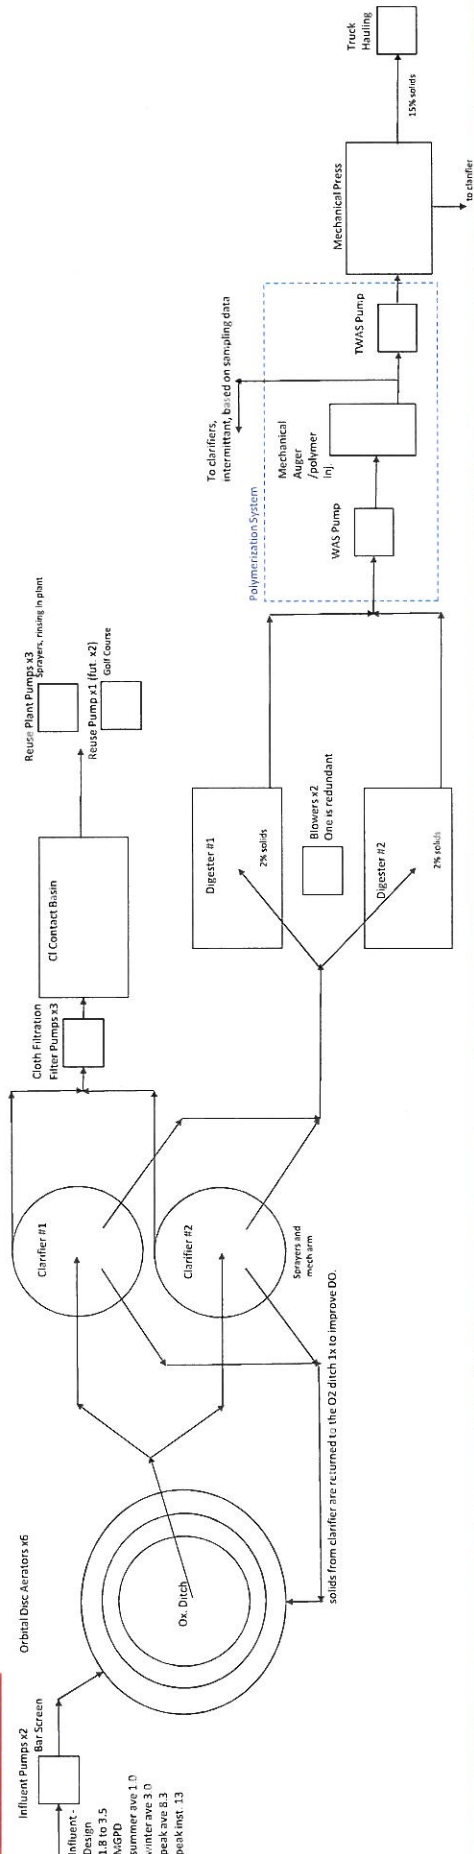 Influent Pumps x2
Bar Screen
Influent -
Design
1.8 to 3.5
MGPD
summer ave 1.0
winter ave 3.0
peak ave 8.3
peak inst. 13
Orbital Disc Aerators x6
Ox. Ditch
solids from clarifier are returned to the O2 ditch 1x to improve DO.
Clarifier #1
Clarifier #2
Sprayers and
mech arm
Cloth Filtration
Filter Pumps x3
Cl Contact Basin
Reuse Plant Pumps x3
Sprayers, rinsing in plant
Reuse Pump x1 (fut. x2)
Golf Course
Digester #1
2% solids
Blowers x2
One is redundant
Digester #2
2% solids
Polymerization System
WAS Pump
Mechanical
Auger
/polymer
Inj.
To clarifiers,
intermittant, based on sampling data
TWAS Pump
Mechanical Press
to clarifier
15% solids
Truck
Hauling